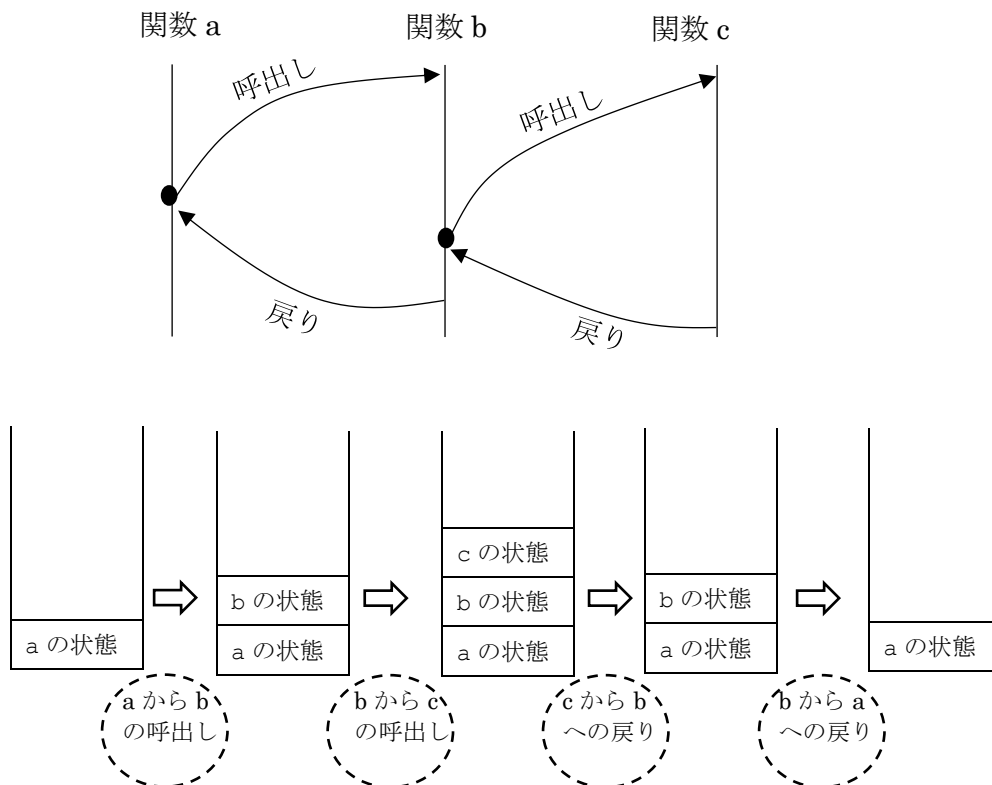 関数 a
関数 b
関数 c
呼出し
呼出し
戻り
戻り
a の状態
b の状態
a の状態
c の状態
b の状態
a の状態
b の状態
a の状態
a の状態
a から b
の呼出し
b から c
の呼出し
c から b
への戻り
b から a
への戻り